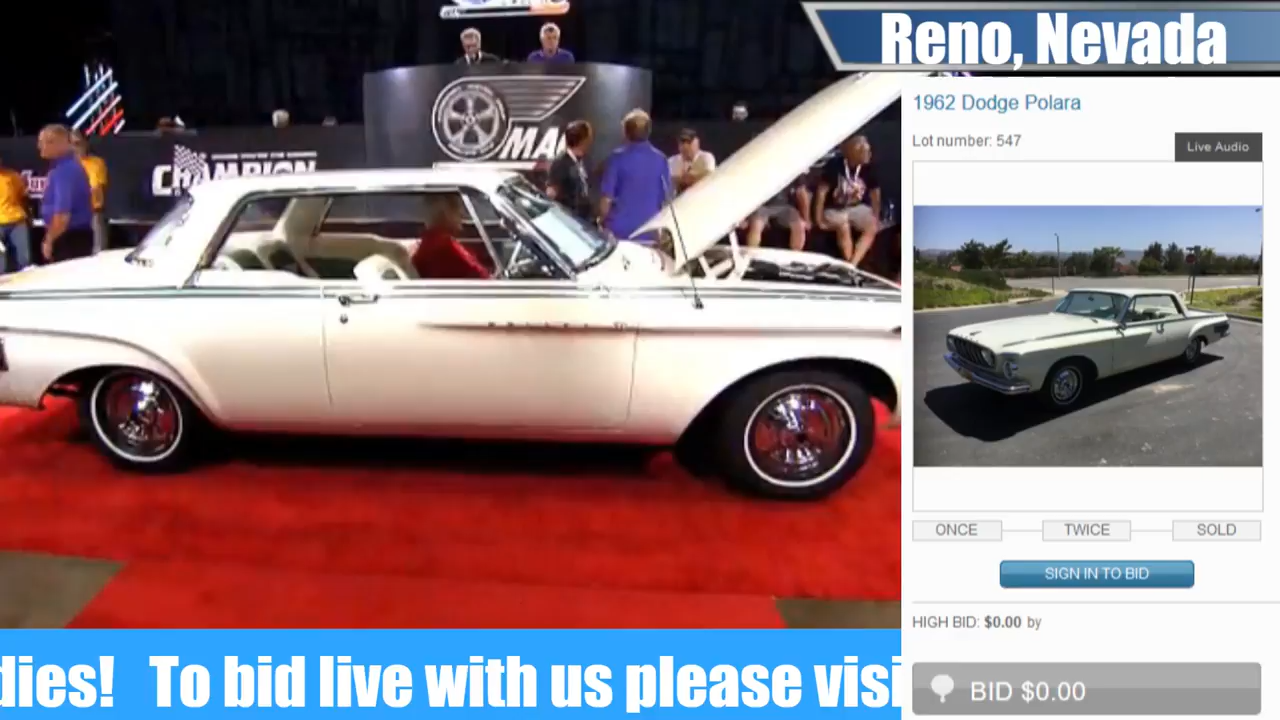 Reno, Nevada
1962 Dodge Polara
Lot number: 547
Live Audio
MAG
CHAMPION
ONCE
TWICE
SOLD
SIGN IN TO BID
HIGH BID: $0.00 by
BID $0.00
dies! To bid live with us please visi